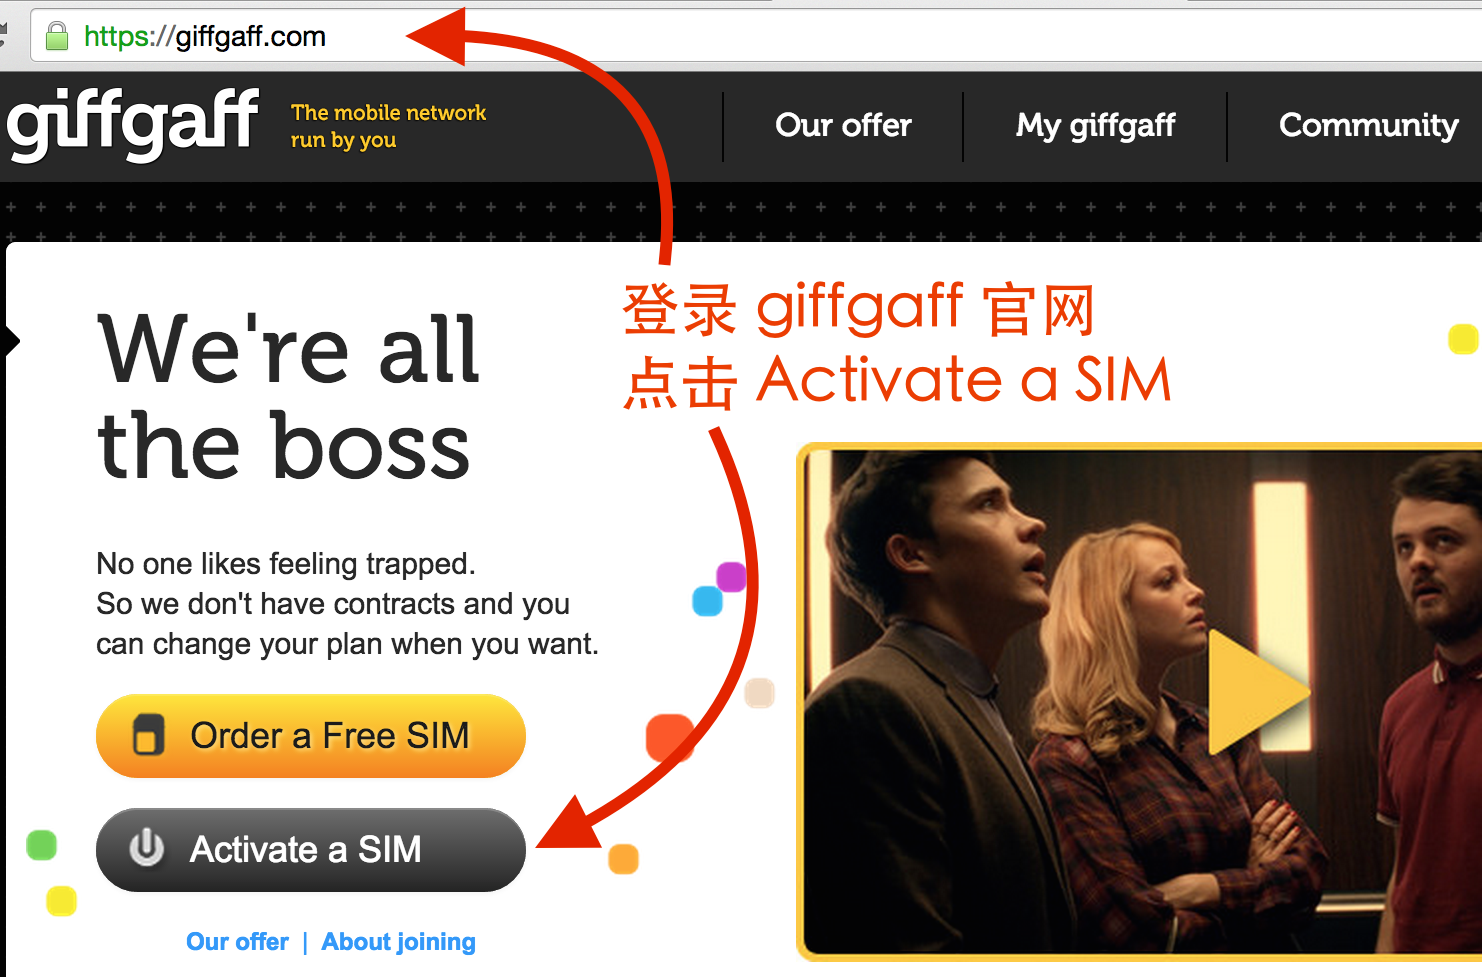 https://giffgaff.com
giffgaff
The mobile network
run by you
Our offer
My giffgaff
Community
登录 giffgaff 官网
点击 Activate a SIM
We're all
the boss
No one likes feeling trapped.
So we don't have contracts and you
can change your plan when you want.
Order a Free SIM
Activate a SIM
Our offer | About joining